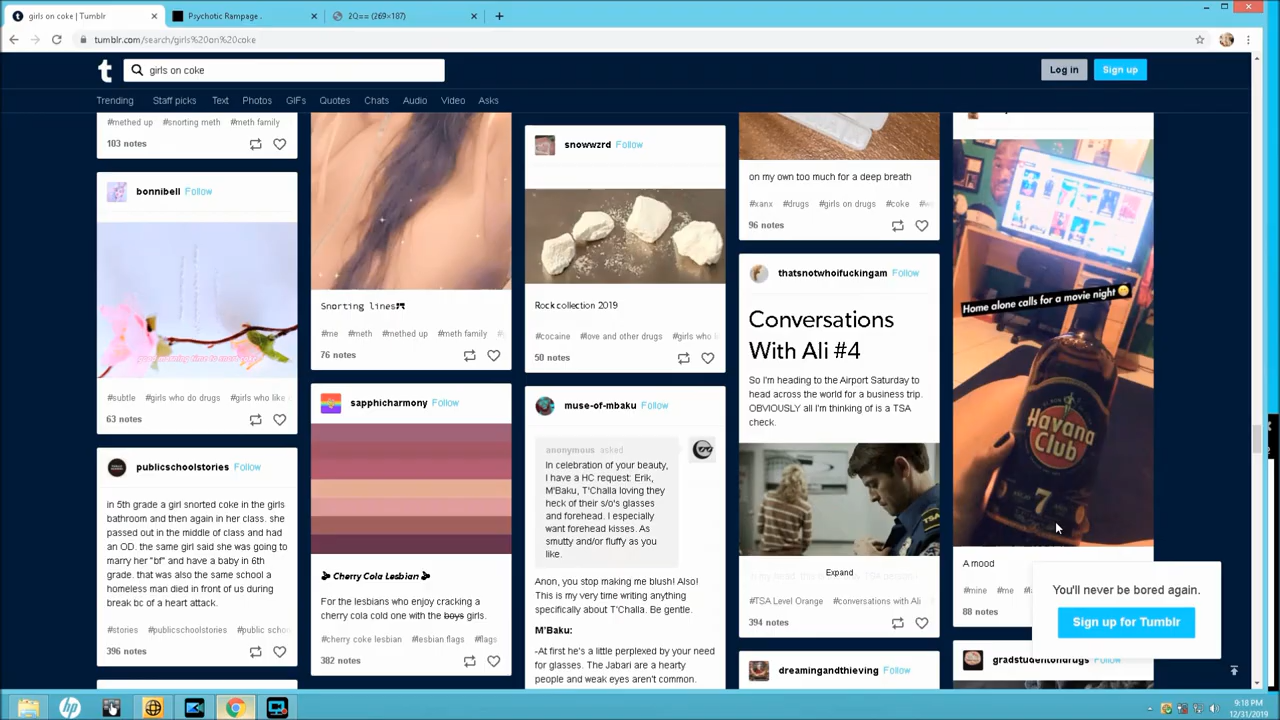 girls on coke | Tumblr
Psychotic Rampage .
2Q== (269×187)
tumblr.com/search/girls%20on%20coke
t
girls on coke
Log in
Sign up
Trending
Staff picks
Text
Photos
GIFs
Quotes
Chats
Audio
Video
Asks
#methed up #snorting meth #meth family
103 notes
bonnibell Follow
#subtle #girls who do drugs #girls who like
63 notes
publicschoolstories Follow
in 5th grade a girl snorted coke in the girls
bathroom and then again in her class. she
passed out in the middle of class and had
an OD. the same girl said she was going to
marry her "bf" and have a baby in 6th
grade. that was also the same school a
homeless man died in front of us during
break bc of a heart attack.
#stories #publicschoolstories #public scho
396 notes
Snorting lines
#me #meth #methed up #meth family
76 notes
sapphicharmony Follow
Cherry Cola Lesbian
For the lesbians who enjoy cracking a
cherry cola cold one with the boys girls.
#cherry coke lesbian #lesbian flags #flags
382 notes
snowwzrd Follow
Rock collection 2019
#cocaine #love and other drugs #girls who li
50 notes
muse-of-mbaku Follow
anonymous asked
In celebration of your beauty,
I have a HC request: Erik,
M'Baku, T'Challa loving they
heck of their s/o's glasses
and forehead. I especially
want forehead kisses. As
smutty and/or fluffy as you
like.
Anon, you stop making me blush! Also!
This is my very time writing anything
specifically about T'Challa. Be gentle.
M'Baku:
-At first he's a little perplexed by your need
for glasses. The Jabari are a hearty
people and weak eyes aren't common.
on my own too much for a deep breath
#xanx #drugs #girls on drugs #coke #w
96 notes
thatsnotwhoifuckingam Follow
Conversations
With Ali #4
So I'm heading to the Airport Saturday to
head across the world for a business trip.
OBVIOUSLY all I'm thinking of is a TSA
check.
TSA
Expand
#TSA Level Orange #conversations with Ali
394 notes
dreamingandthieving Follow
Home alone calls for a movie night
Havana
Club
7
A mood
#mine #me
88 notes
gradstudentondrugs Follow
You'll never be bored again.
Sign up for Tumblr
hp
9:18 PM
12/31/2019